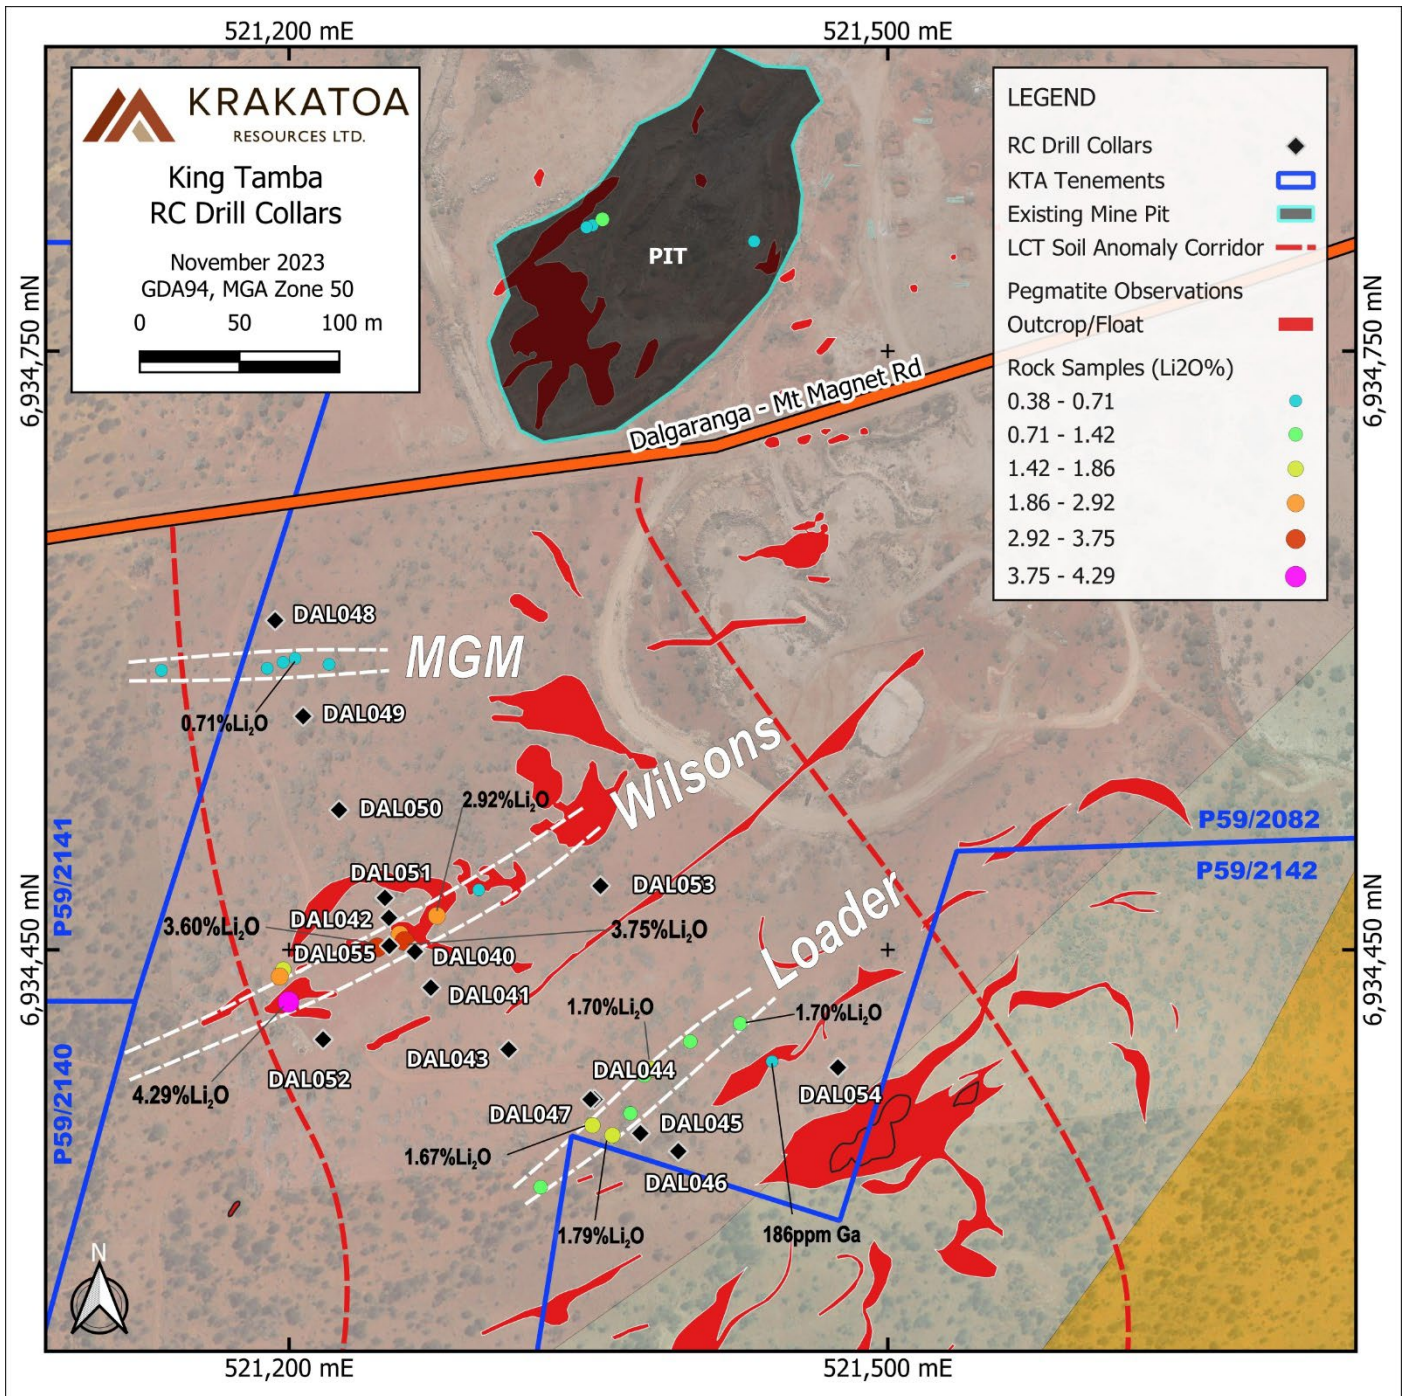 521,200 mE
521,500 mE
KRAKATOA
RESOURCES LTD.
King Tamba
RC Drill Collars
November 2023
GDA94, MGA Zone 50
0 50 100 m
LEGEND
RC Drill Collars
KTA Tenements
Existing Mine Pit
LCT Soil Anomaly Corridor
Pegmatite Observations
Outcrop/Float
Rock Samples (Li2O%)
0.38 - 0.71
0.71 - 1.42
1.42 - 1.86
1.86 - 2.92
2.92 - 3.75
3.75 - 4.29
PIT
6,934,750 mN
6,934,750 mN
Dalgaranga - Mt Magnet Rd
DAL048
MGM
0.71%Li₂O
DAL049
Wilsons
DAL050
2.92%Li₂O
P59/2082
P59/2142
P59/2141
DAL051
DAL053
DAL042
3.60%Li₂O
3.75%Li₂O
Loader
DAL055
DAL040
6,934,450 mN
6,934,450 mN
DAL041
1.70%Li₂O
1.70%Li₂O
DAL043
DAL052
DAL044
4.29%Li₂O
DAL054
P59/2140
DAL047
DAL045
1.67%Li₂O
DAL046
1.79%Li₂O
186ppm Ga
N
521,200 mE
521,500 mE